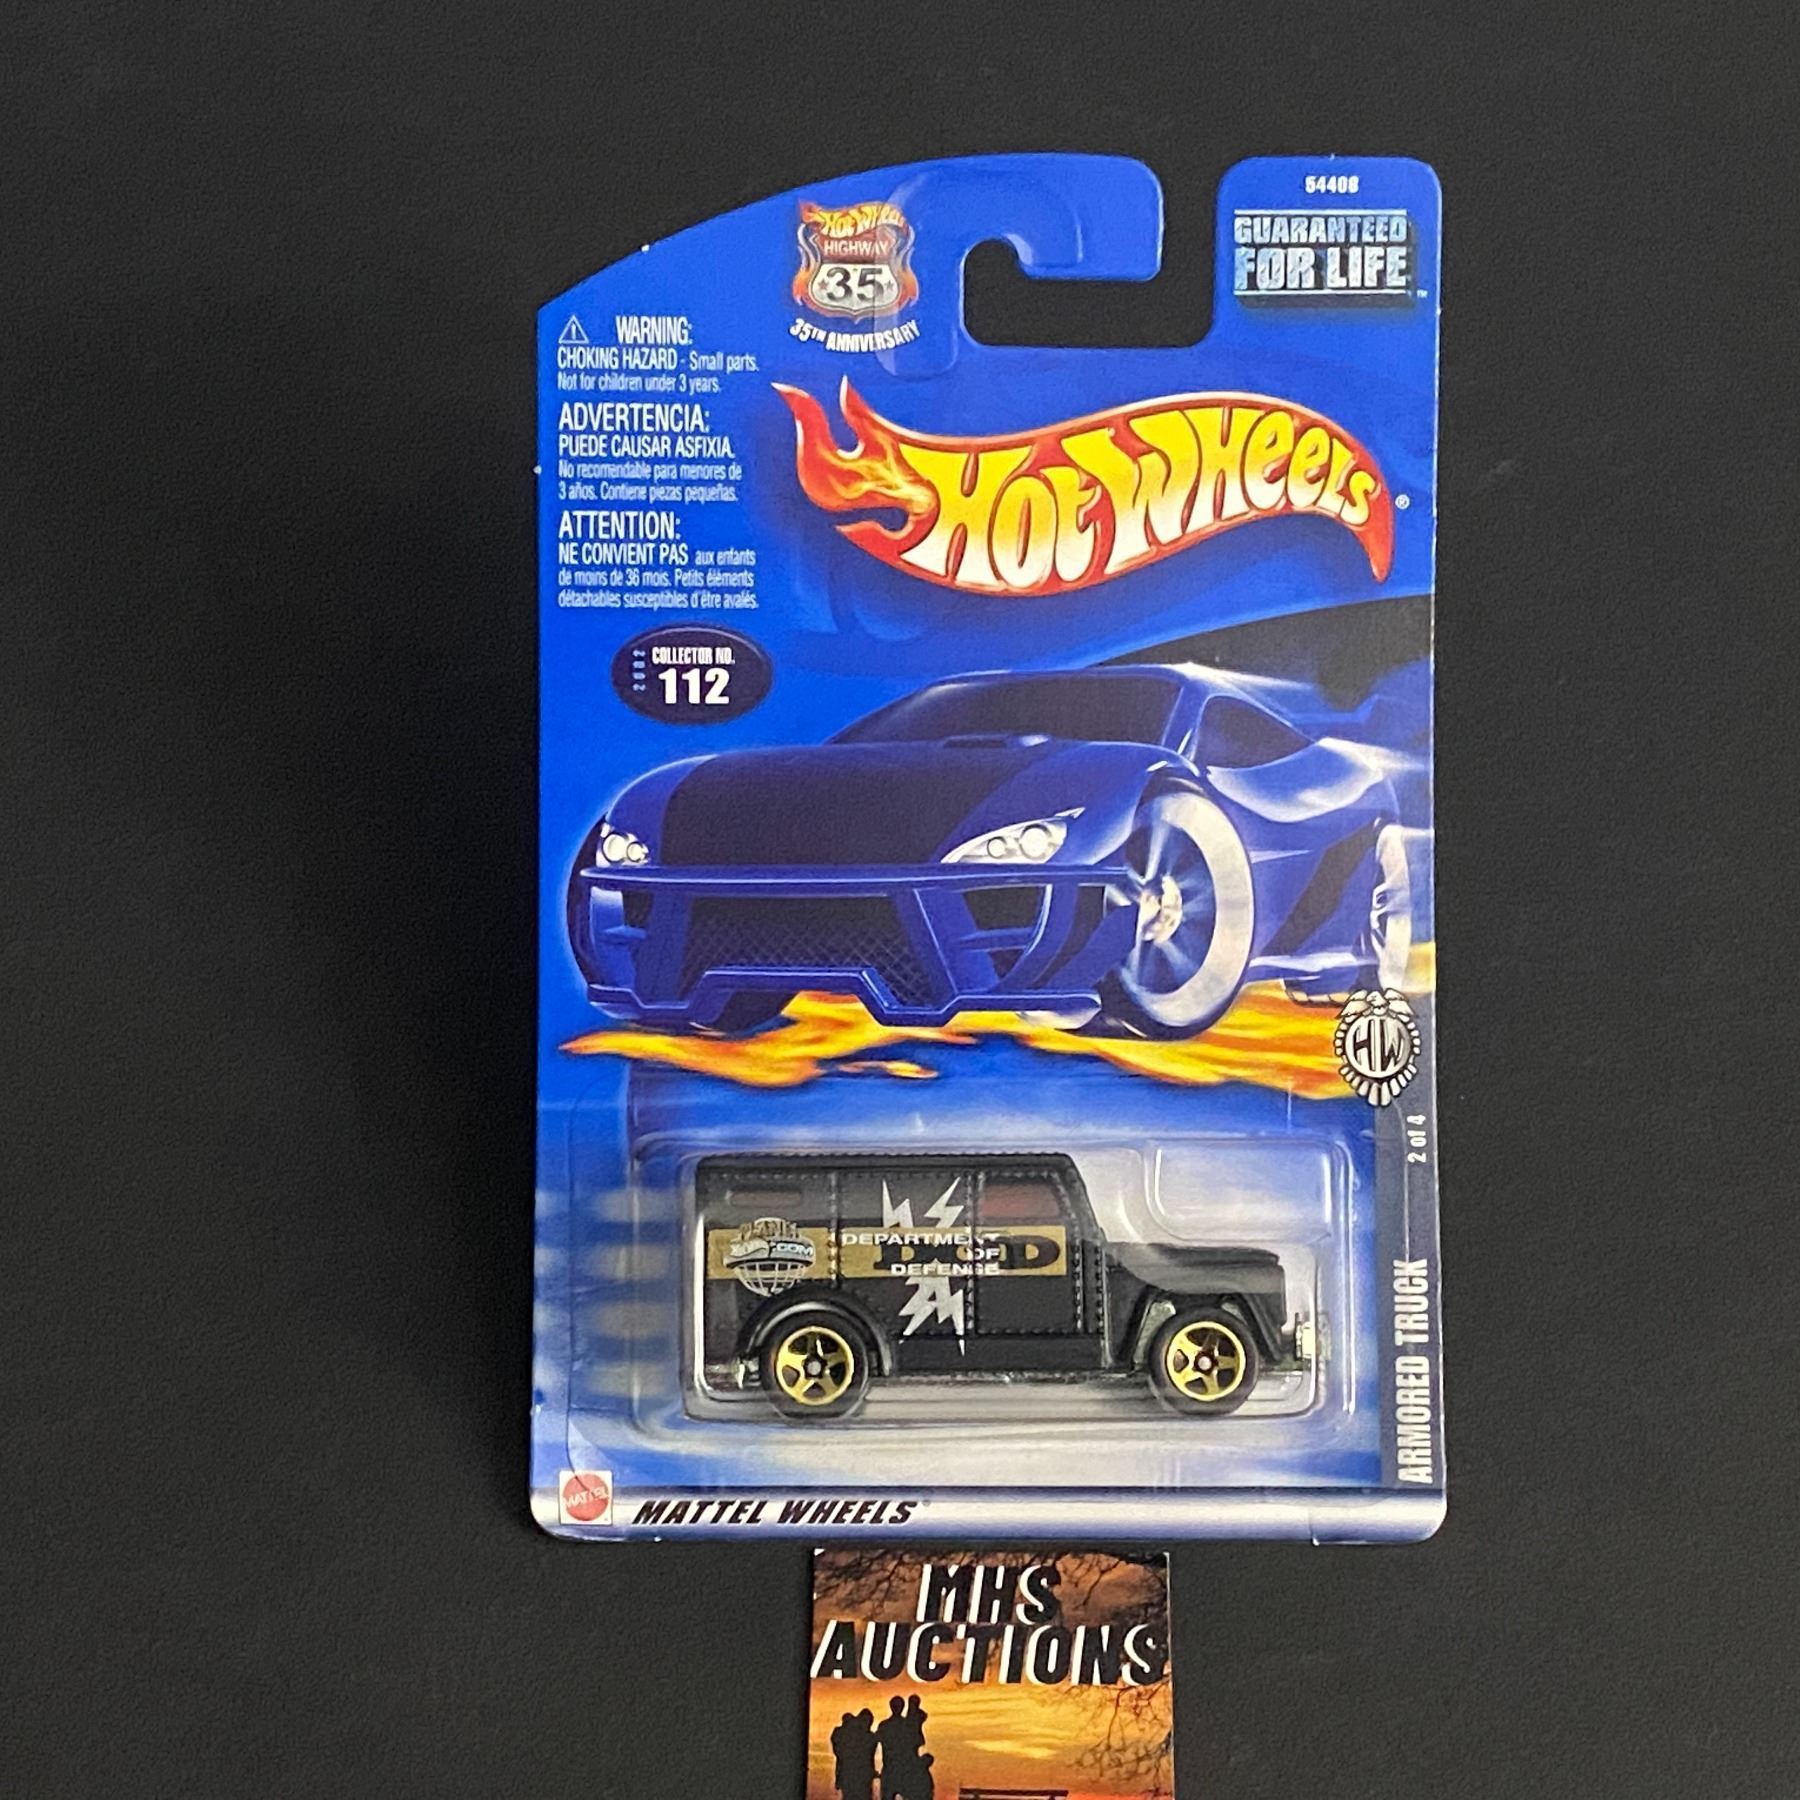 54408
GUARANTEED
FOR LIFE™
HOT WHEELS
HIGHWAY
35
35TH ANNIVERSARY
WARNING:
CHOKING HAZARD - Small parts.
Not for children under 3 years.
ADVERTENCIA:
PUEDE CAUSAR ASFIXIA.
No recomendable para menores de
3 años. Contiene piezas pequeñas.
ATTENTION:
NE CONVIENT PAS aux enfants
de moins de 36 mois. Petits éléments
détachables susceptibles d'être avalés.
HOT WHEELS®
2002
COLLECTOR NO.
112
HW
2 of 4
ARMORED TRUCK
PLANET
.COM
DEPARTMENT
OF
DEFENSE
MATTEL
MATTEL WHEELS
MHS
AUCTIONS